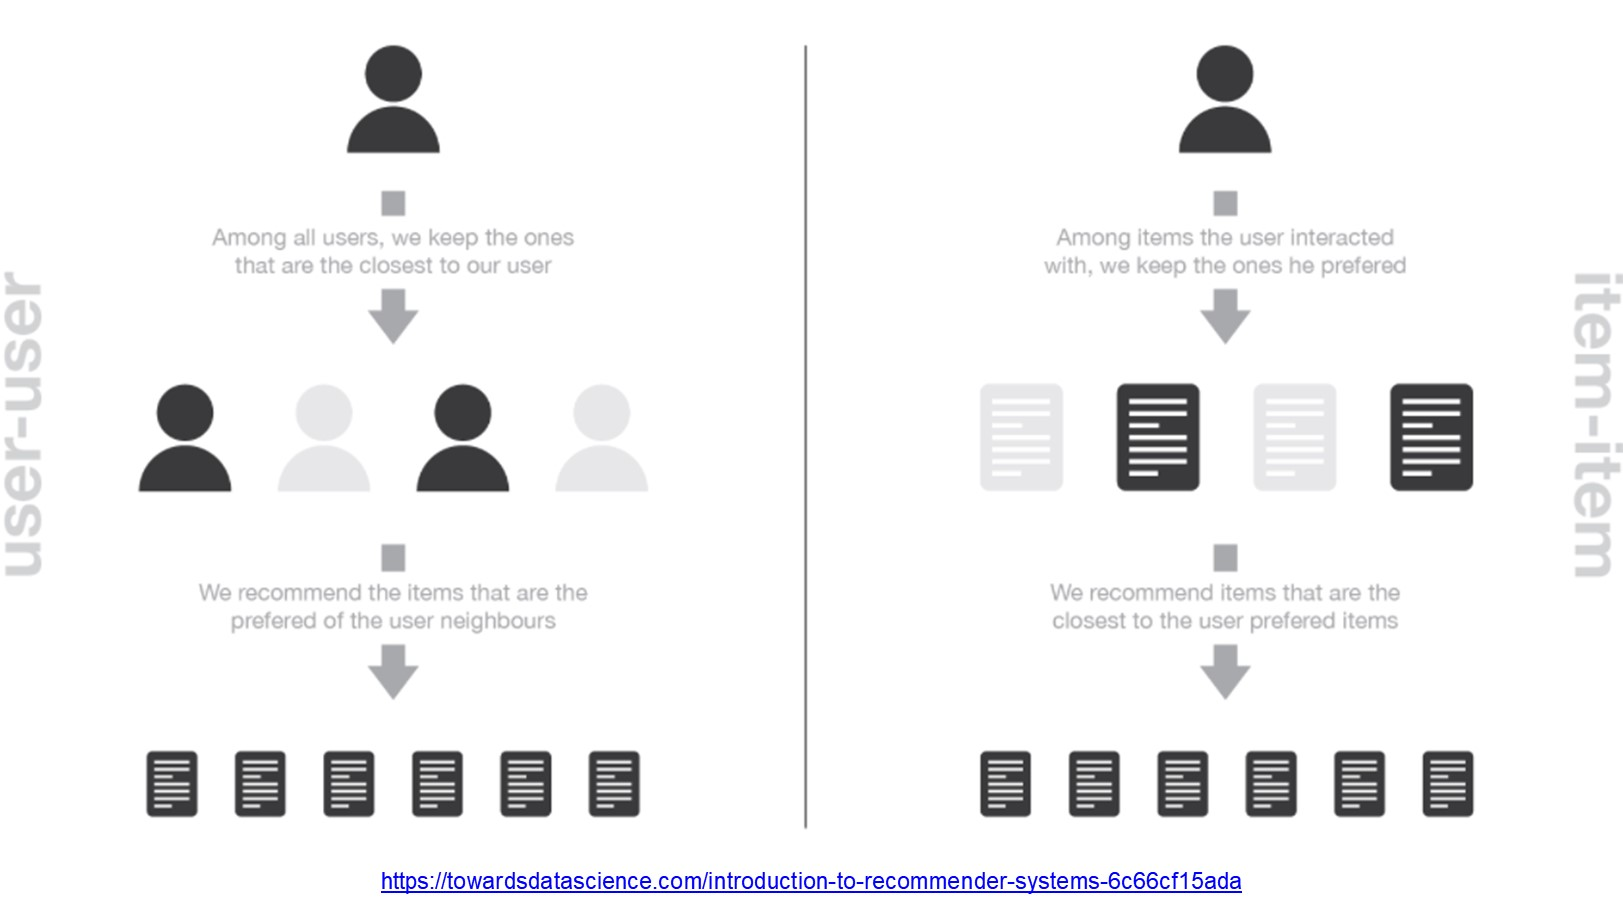 user-user
Among all users, we keep the ones
that are the closest to our user
We recommend the items that are the
prefered of the user neighbours
item-item
Among items the user interacted
with, we keep the ones he prefered
We recommend items that are the
closest to the user prefered items
https://towardsdatascience.com/introduction-to-recommender-systems-6c66cf15ada